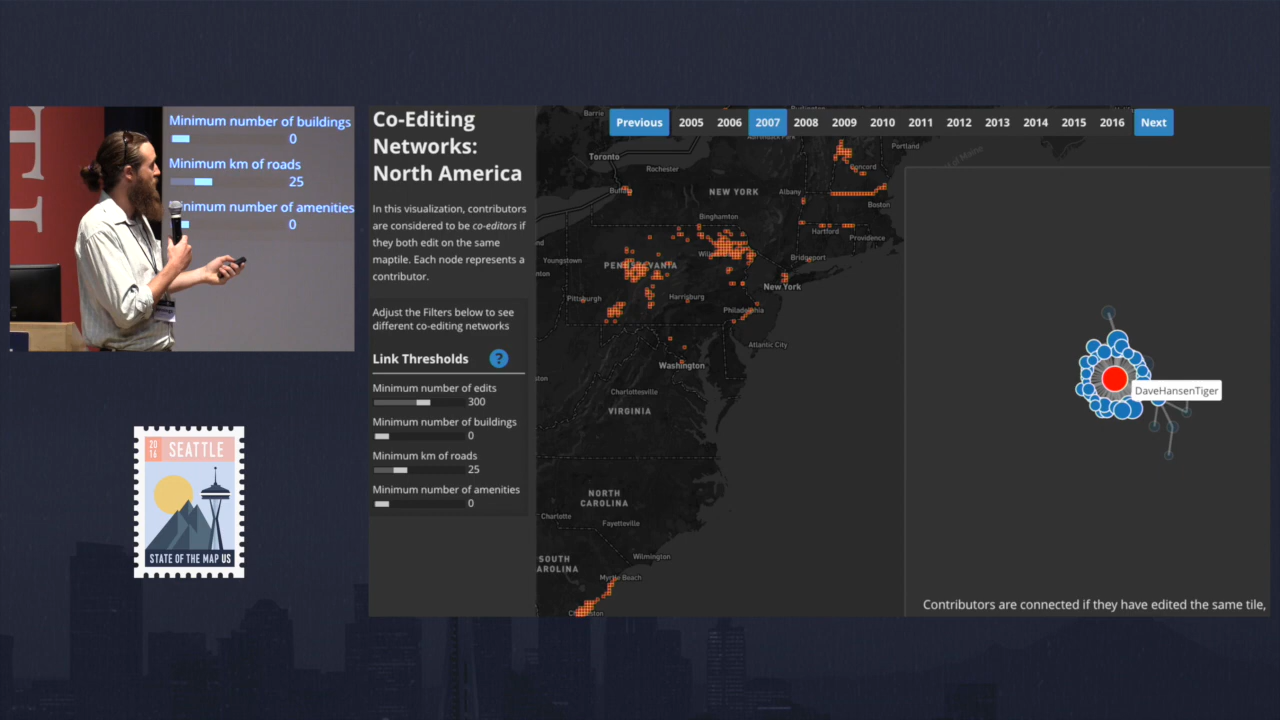 Minimum number of buildings
0
Minimum km of roads
25
nimum number of amenities
0
2016
SEATTLE
STATE OF THE MAP US
Co-Editing
Networks:
North America
In this visualization, contributors
are considered to be co-editors if
they both edit on the same
maptile. Each node represents a
contributor.
Adjust the Filters below to see
different co-editing networks
Link Thresholds ?
Minimum number of edits
300
Minimum number of buildings
0
Minimum km of roads
25
Minimum number of amenities
0
Previous 2005 2006 2007 2008 2009 2010 2011 2012 2013 2014 2015 2016 Next
Barrie
Portland
Toronto
Rochester
Concord
NEW YORK
Albany
Boston
Binghamton
Hartford
Providence
Youngstown
PENNSYLVANIA
Bridgeport
New York
Pittsburgh
Harrisburg
Philadelphia
Atlantic City
Washington
Charlottesville
VIRGINIA
NORTH
CAROLINA
Charlotte
Fayetteville
Wilmington
SOUTH
AROLINA
Myrtle Beach
DaveHansenTiger
Contributors are connected if they have edited the same tile,